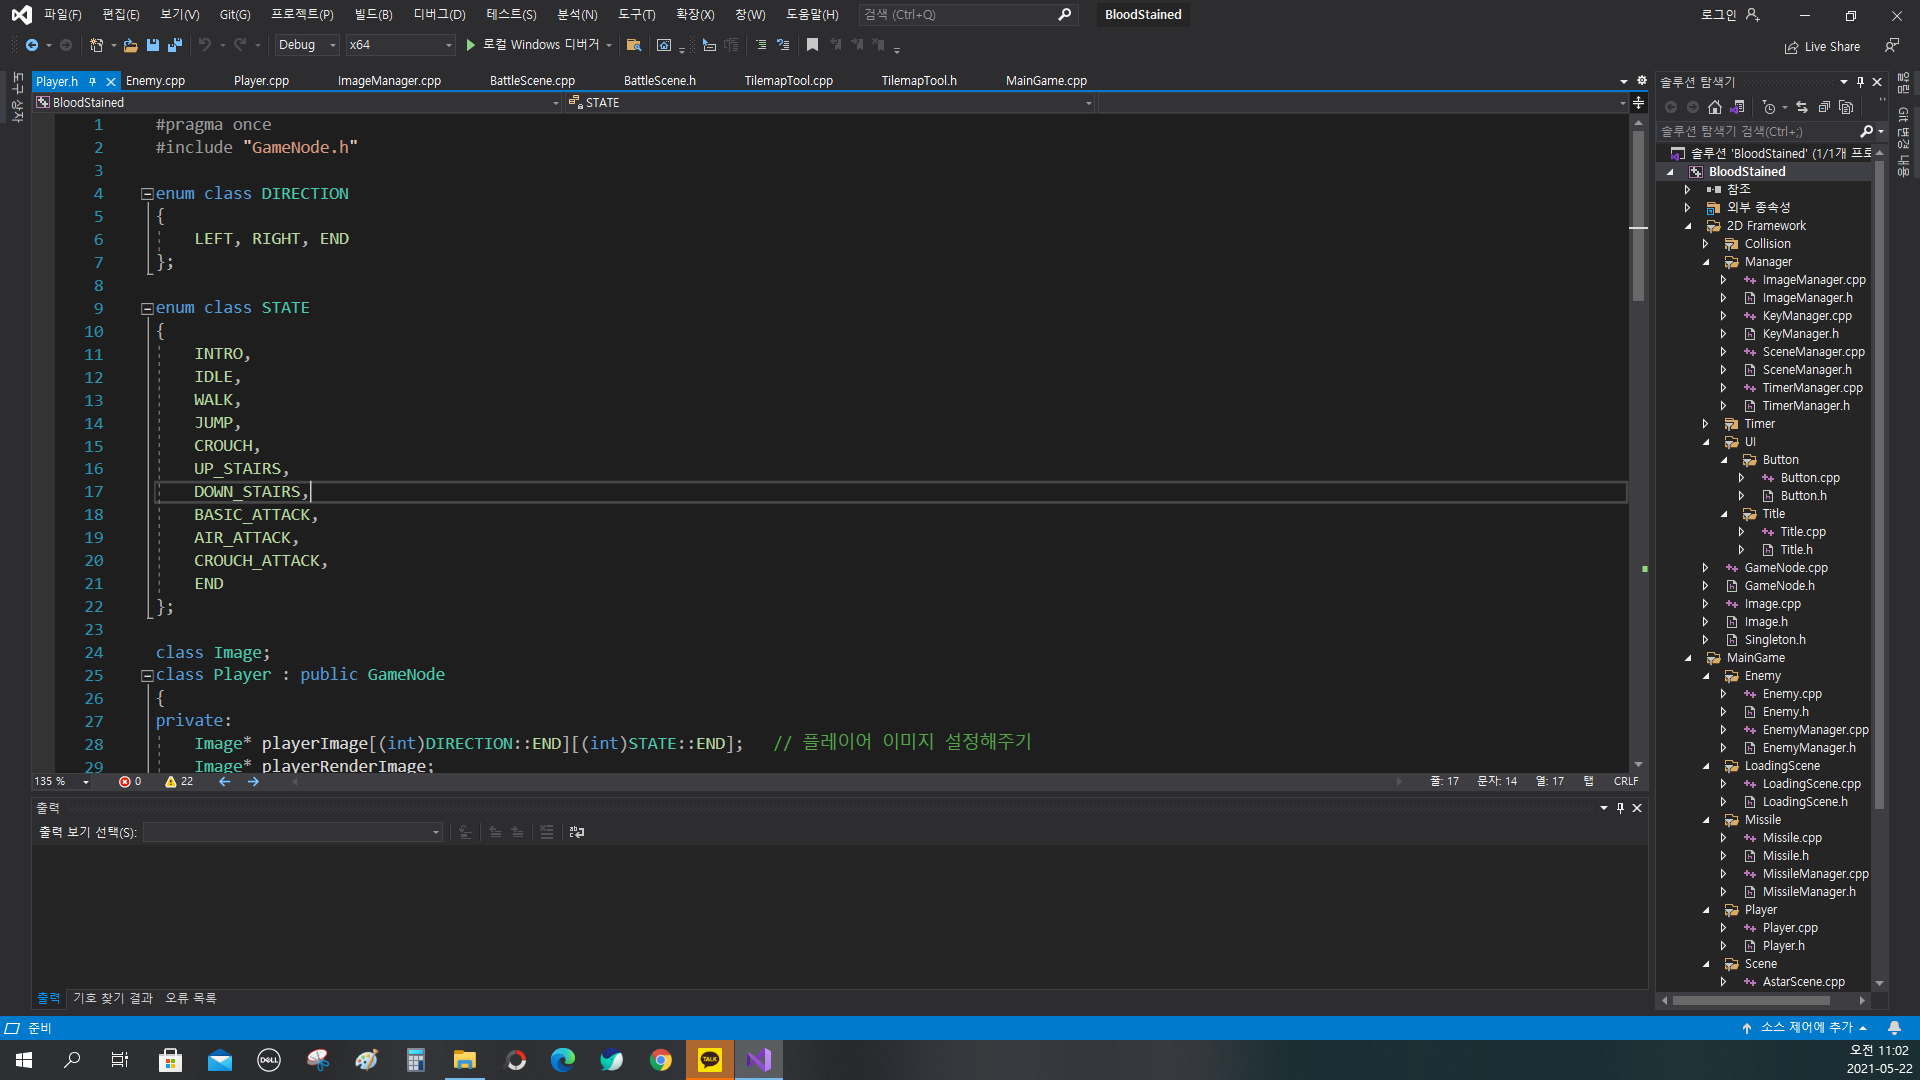 파일(F) 편집(E) 보기(V) Git(G) 프로젝트(P) 빌드(B) 디버그(D) 테스트(S) 분석(N) 도구(T) 확장(X) 창(W) 도움말(H) 검색 (Ctrl+Q) BloodStained 로그인
Debug x64 로컬 Windows 디버거 Live Share
도구 상자
Player.h Enemy.cpp Player.cpp ImageManager.cpp BattleScene.cpp BattleScene.h TilemapTool.cpp TilemapTool.h MainGame.cpp
BloodStained STATE
1 #pragma once
2 #include "GameNode.h"
3
4 enum class DIRECTION
5 {
6 LEFT, RIGHT, END
7 };
8
9 enum class STATE
10 {
11 INTRO,
12 IDLE,
13 WALK,
14 JUMP,
15 CROUCH,
16 UP_STAIRS,
17 DOWN_STAIRS,
18 BASIC_ATTACK,
19 AIR_ATTACK,
20 CROUCH_ATTACK,
21 END
22 };
23
24 class Image;
25 class Player : public GameNode
26 {
27 private:
28 Image* playerImage[(int)DIRECTION::END][(int)STATE::END]; // 플레이어 이미지 설정해주기
29 Image* playerRenderImage;
135 % 0 22 줄: 17 문자: 14 열: 17 탭 CRLF
출력
출력 보기 선택(S):
출력 기호 찾기 결과 오류 목록
솔루션 탐색기
솔루션 탐색기 검색(Ctrl+;)
솔루션 'BloodStained' (1/1개 프로
BloodStained
참조
외부 종속성
2D Framework
Collision
Manager
ImageManager.cpp
ImageManager.h
KeyManager.cpp
KeyManager.h
SceneManager.cpp
SceneManager.h
TimerManager.cpp
TimerManager.h
Timer
UI
Button
Button.cpp
Button.h
Title
Title.cpp
Title.h
GameNode.cpp
GameNode.h
Image.cpp
Image.h
Singleton.h
MainGame
Enemy
Enemy.cpp
Enemy.h
EnemyManager.cpp
EnemyManager.h
LoadingScene
LoadingScene.cpp
LoadingScene.h
Missile
Missile.cpp
Missile.h
MissileManager.cpp
MissileManager.h
Player
Player.cpp
Player.h
Scene
AstarScene.cpp
알림
Git 변경 내용
준비 소스 제어에 추가
DELL
TALK
오전 11:02
2021-05-22